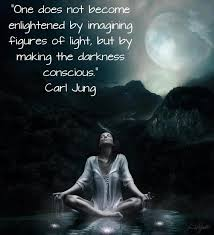 "One does not become
enlightened by imagining
figures of light, but by
making the darkness
conscious."
Carl Jung